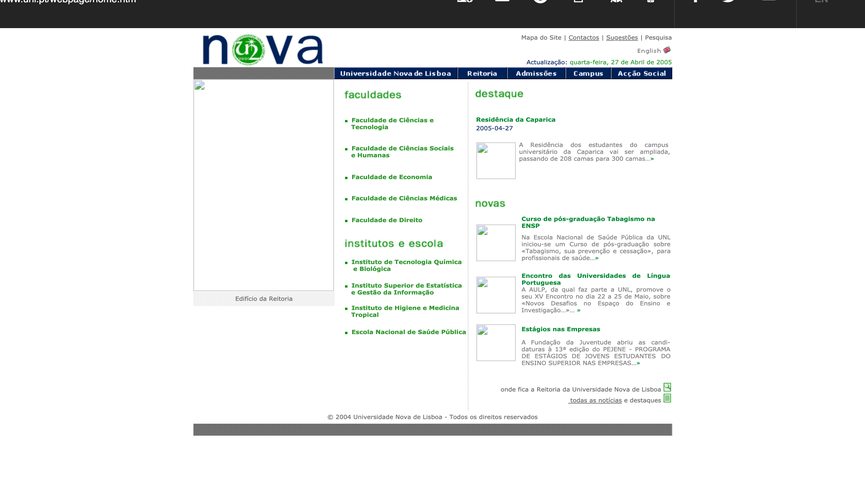 www.unl.pt/webpage/home.htm
EN
nova
Mapa do Site | Contactos | Sugestões | Pesquisa
English
Actualização: quarta-feira, 27 de Abril de 2005
Universidade Nova de Lisboa
Reitoria
Admissões
Campus
Acção Social
faculdades
Faculdade de Ciências e
Tecnologia
Faculdade de Ciências Sociais
e Humanas
Faculdade de Economia
Faculdade de Ciências Médicas
Faculdade de Direito
institutos e escola
Instituto de Tecnologia Química
e Biológica
Instituto Superior de Estatística
e Gestão da Informação
Instituto de Higiene e Medicina
Tropical
Escola Nacional de Saúde Pública
Edifício da Reitoria
destaque
Residência da Caparica
2005-04-27
A Residência dos estudantes do campus
universitário da Caparica vai ser ampliada,
passando de 208 camas para 300 camas...»
novas
Curso de pós-graduação Tabagismo na
ENSP
Na Escola Nacional de Saúde Pública da UNL
iniciou-se um Curso de pós-graduação sobre
«Tabagismo, sua prevenção e cessação», para
profissionais de saúde...»
Encontro das Universidades de Lingua
Portuguesa
A AULP, da qual faz parte a UNL, promove o
seu XV Encontro no dia 22 a 25 de Maio, sobre
«Novos Desafios no Espaço do Ensino e
Investigação...»... »
Estágios nas Empresas
A Fundação da Juventude abriu as candi-
daturas à 13ª edição do PEJENE - PROGRAMA
DE ESTÁGIOS DE JOVENS ESTUDANTES DO
ENSINO SUPERIOR NAS EMPRESAS...»
onde fica a Reitoria da Universidade Nova de Lisboa
todas as notícias e destaques
© 2004 Universidade Nova de Lisboa - Todos os direitos reservados